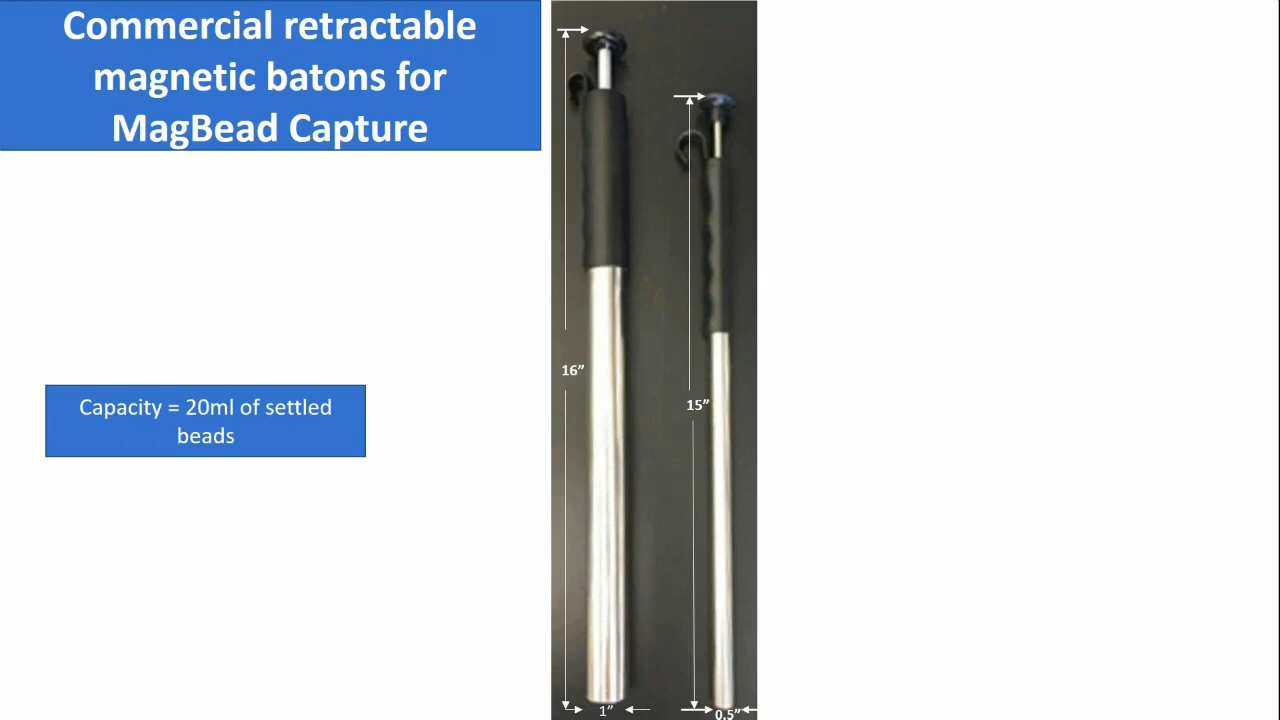 Commercial retractable
magnetic batons for
MagBead Capture
16”
15”
Capacity = 20ml of settled
beads
1”
0.5”